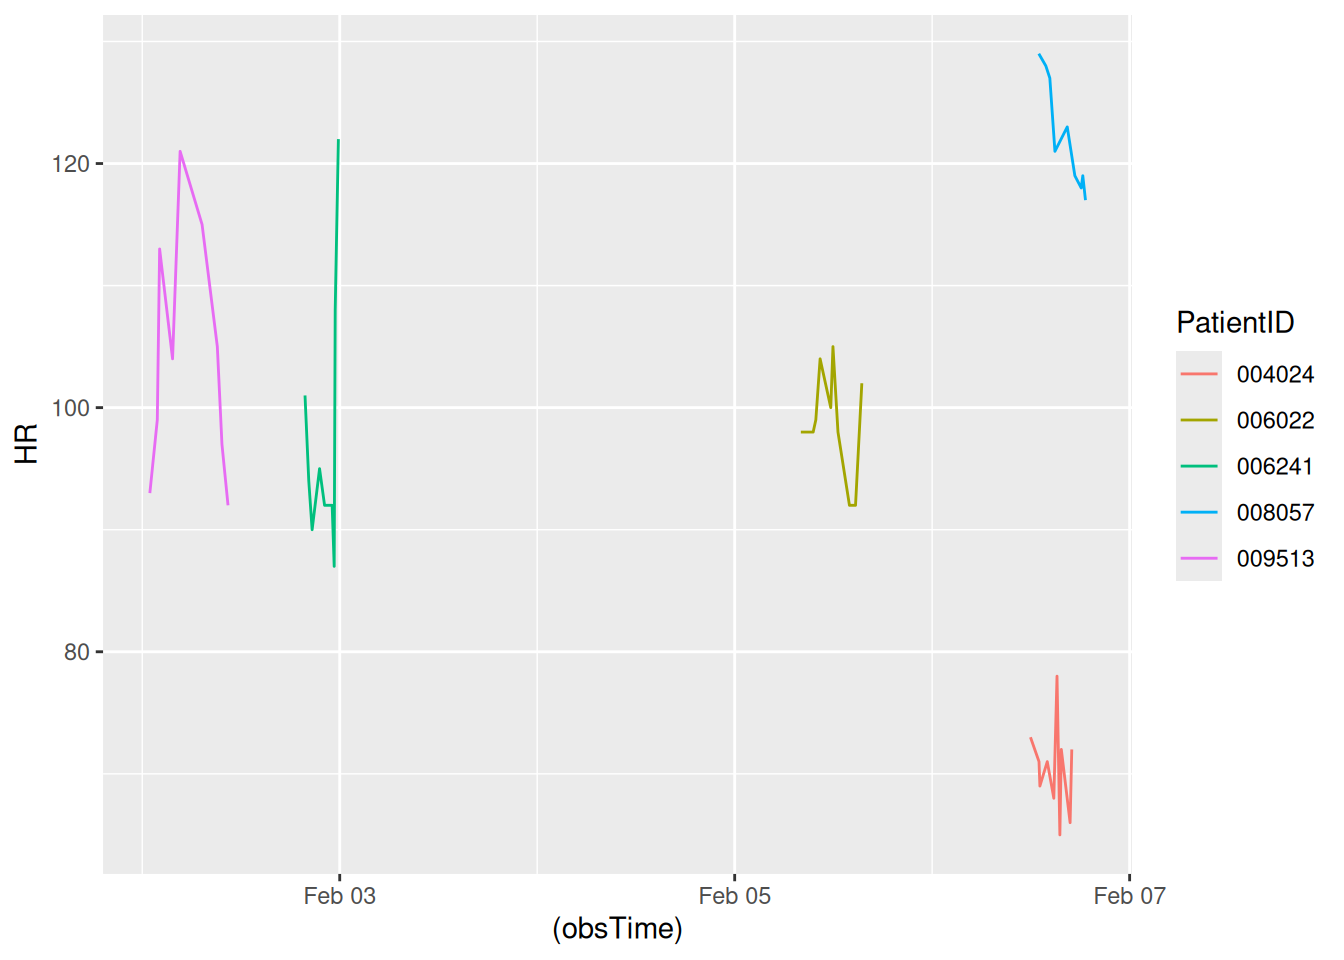 HR
120
100
80
Feb 03
Feb 05
Feb 07
(obsTime)
PatientID
004024
006022
006241
008057
009513